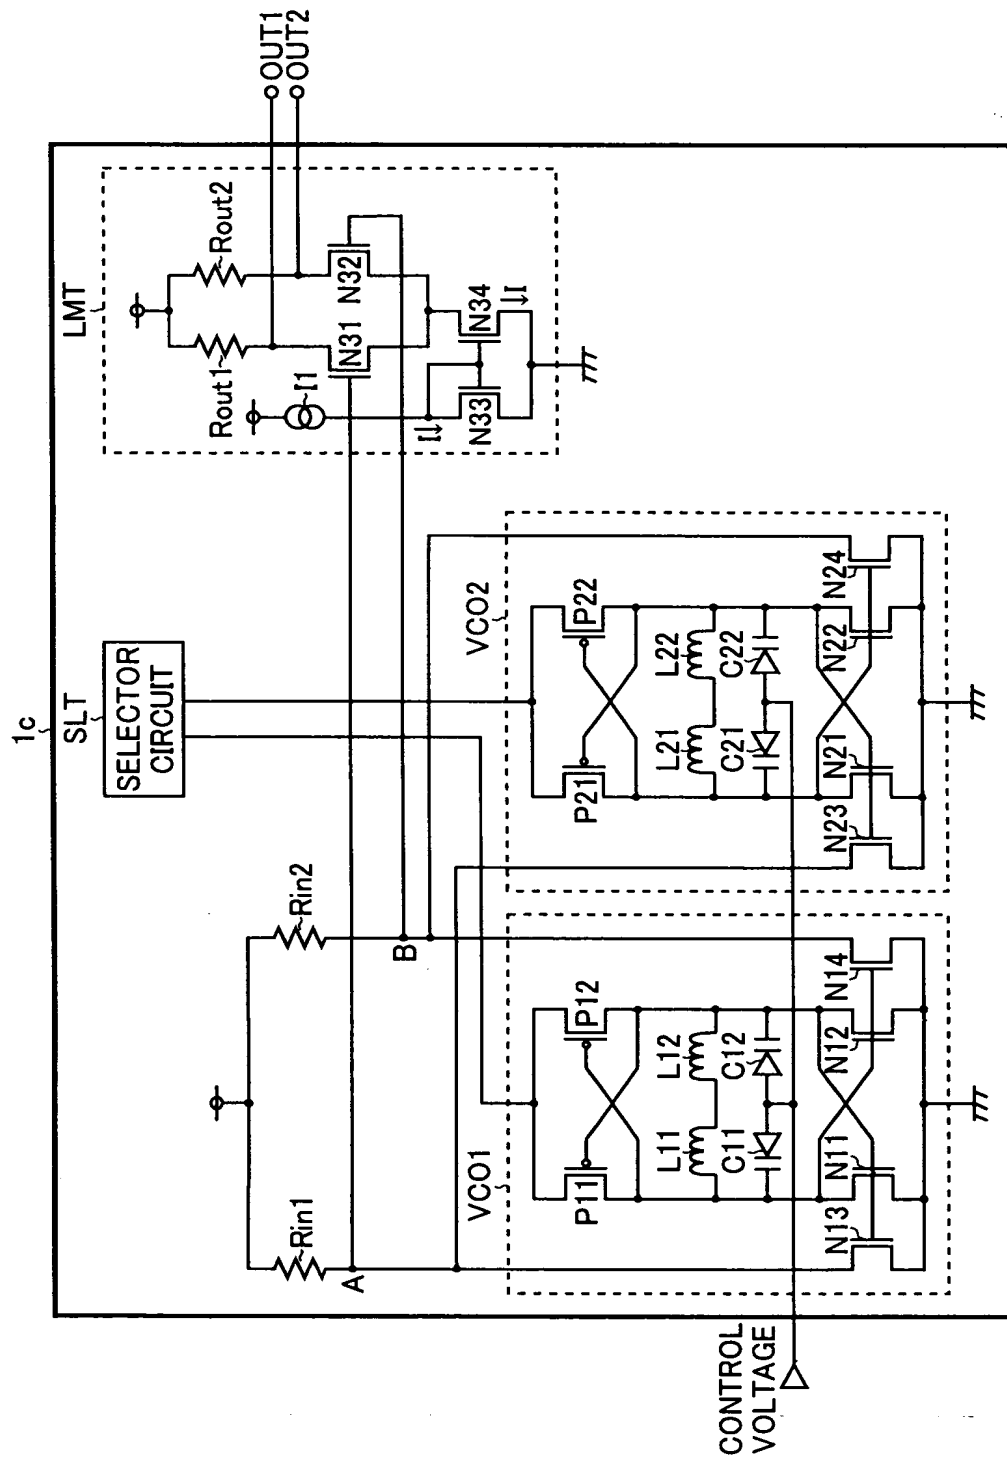 1c
SLT
SELECTOR
CIRCUIT
LMT
Rout1
Rout2
I1
N31
N32
I
N33
N34
I
OUT1
OUT2
Rin1
Rin2
A
B
VCO1
P11
P12
L11
L12
C11
C12
N13
N11
N12
N14
VCO2
P21
P22
L21
L22
C21
C22
N23
N21
N22
N24
CONTROL
VOLTAGE